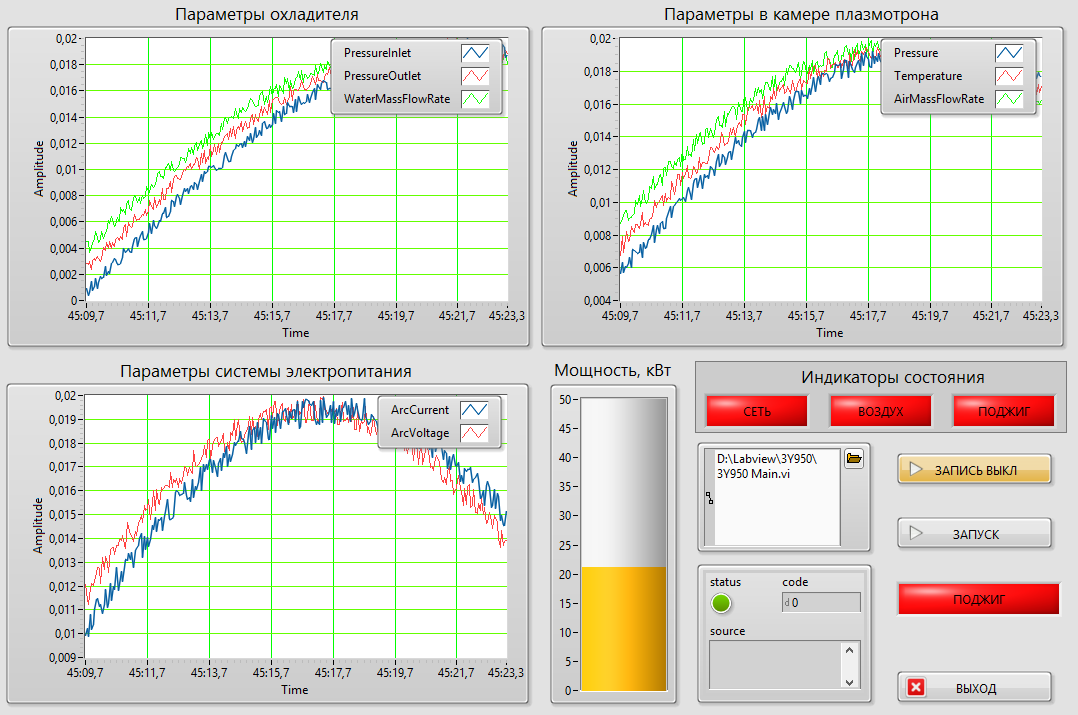 Параметры охладителя
Amplitude
0,02
0,018
0,016
0,014
0,012
0,01
0,008
0,006
0,004
0,002
0
45:09,7
45:11,7
45:13,7
45:15,7
45:17,7
45:19,7
45:21,7
45:23,3
Time
PressureInlet
PressureOutlet
WaterMassFlowRate
Параметры в камере плазмотрона
Amplitude
0,02
0,018
0,016
0,014
0,012
0,01
0,008
0,006
0,004
45:09,7
45:11,7
45:13,7
45:15,7
45:17,7
45:19,7
45:21,7
45:23,3
Time
Pressure
Temperature
AirMassFlowRate
Параметры системы электропитания
Amplitude
0,02
0,019
0,018
0,017
0,016
0,015
0,014
0,013
0,012
0,011
0,01
0,009
45:09,7
45:11,7
45:13,7
45:15,7
45:17,7
45:19,7
45:21,7
45:23,3
Time
ArcCurrent
ArcVoltage
Мощность, кВт
50
45
40
35
30
25
20
15
10
5
0
Индикаторы состояния
СЕТЬ
ВОЗДУХ
ПОДЖИГ
D:\Labview\3Y950\
3Y950 Main.vi
ЗАПИСЬ ВЫКЛ
ЗАПУСК
status
code
d 0
source
ПОДЖИГ
ВЫХОД